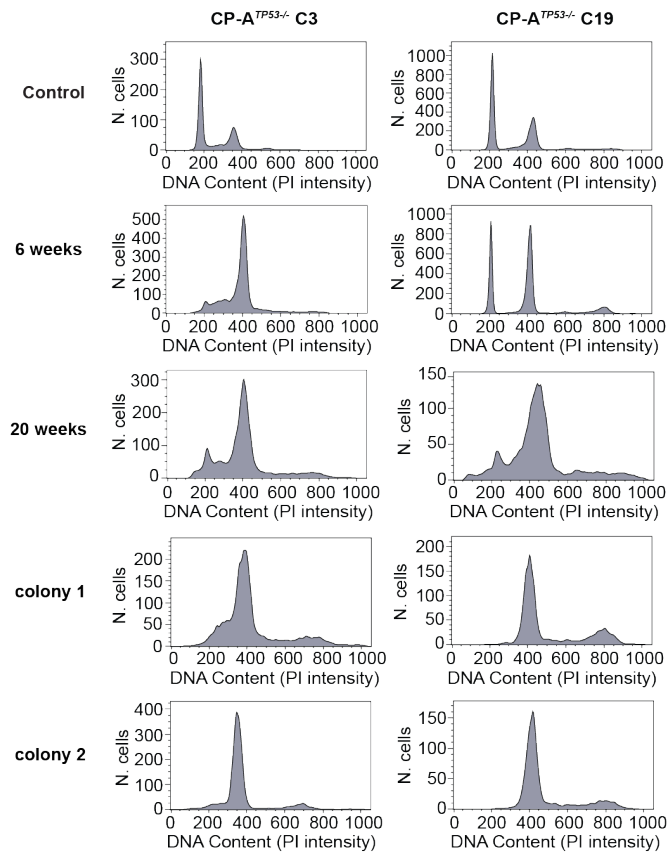 CP-A^TP53-/- C3 CP-A^TP53-/- C19
Control
N. cells
300
200
100
0
0 200 400 600 800 1000
DNA Content (PI intensity)
N. cells
1000
800
600
400
200
0
0 200 400 600 800 1000
DNA Content (PI intensity)
6 weeks
N. cells
500
400
300
200
100
0
0 200 400 600 800 1000
DNA Content (PI intensity)
N. cells
1000
800
600
400
200
0
0 200 400 600 800 1000
DNA Content (PI intensity)
20 weeks
N. cells
300
200
100
0
0 200 400 600 800 1000
DNA Content (PI intensity)
N. cells
150
100
50
0
0 200 400 600 800 1000
DNA Content (PI intensity)
colony 1
N. cells
200
150
100
50
0
0 200 400 600 800 1000
DNA Content (PI intensity)
N. cells
200
150
100
50
0
0 200 400 600 800 1000
DNA Content (PI intensity)
colony 2
N. cells
400
300
200
100
0
0 200 400 600 800 1000
DNA Content (PI intensity)
N. cells
150
100
50
0
0 200 400 600 800 1000
DNA Content (PI intensity)